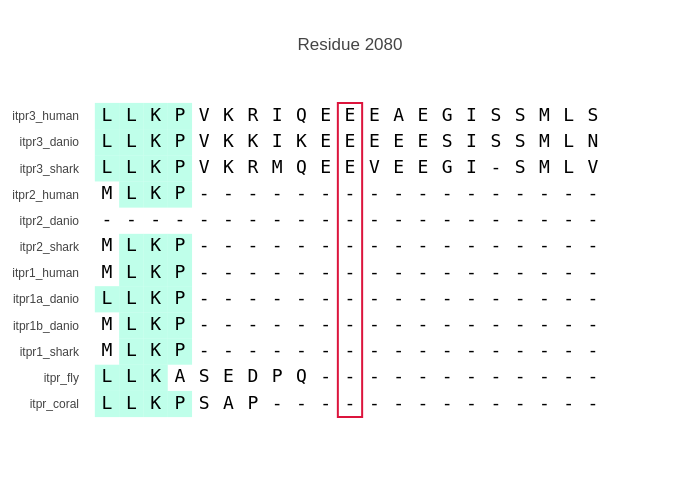 Residue 2080
itpr3_human L L K P V K R I Q E E E A E G I S S M L S
itpr3_danio L L K P V K K I K E E E E E S I S S M L N
itpr3_shark L L K P V K R M Q E E V E E G I - S M L V
itpr2_human M L K P - - - - - - - - - - - - - - - - -
itpr2_danio - - - - - - - - - - - - - - - - - - - - -
itpr2_shark M L K P - - - - - - - - - - - - - - - - -
itpr1_human M L K P - - - - - - - - - - - - - - - - -
itpr1a_danio L L K P - - - - - - - - - - - - - - - - -
itpr1b_danio M L K P - - - - - - - - - - - - - - - - -
itpr1_shark M L K P - - - - - - - - - - - - - - - - -
itpr_fly L L K A S E D P Q - - - - - - - - - - - -
itpr_coral L L K P S A P - - - - - - - - - - - - - -